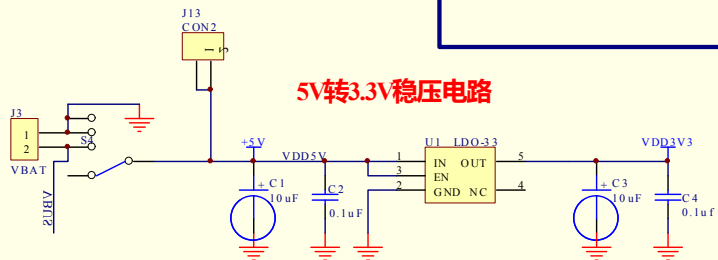 J13
CON2
1
5V转3.3V稳压电路
J3
1
2
VBAT
S4
VBUS
+5V
VDD5V
U1 LDO-33
1 IN OUT 5
3 EN
2 GND NC 4
VDD3V3
+ C1
10uF
C2
0.1uF
+ C3
10uF
C4
0.1uf